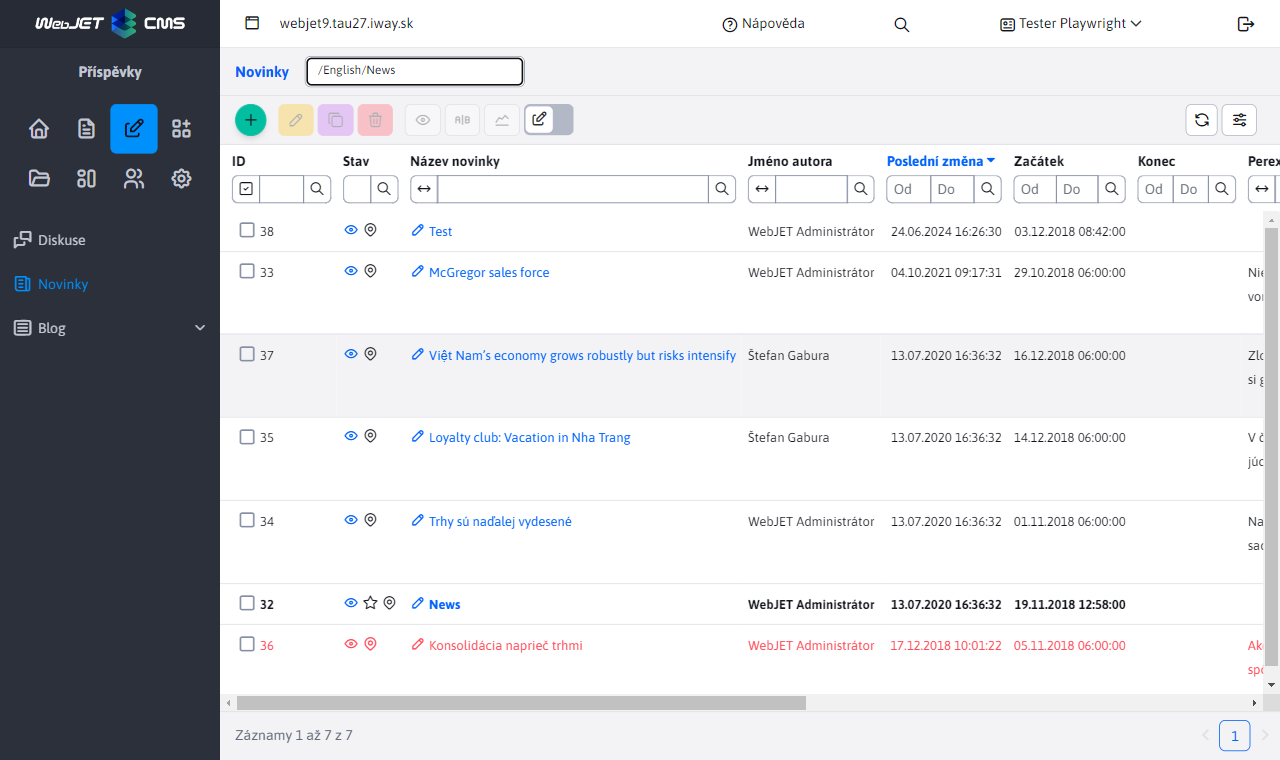 WebJET CMS
webjet9.tau27.iway.sk
Nápověda
Tester Playwright
Příspěvky
Novinky
/English/News
A|B
Diskuse
Novinky
Blog
ID Stav Název novinky Jméno autora Poslední změna Začátek Konec Perex
Od Do Od Do Od Do
38 Test WebJET Administrátor 24.06.2024 16:26:30 03.12.2018 08:42:00
33 McGregor sales force WebJET Administrátor 04.10.2021 09:17:31 29.10.2018 06:00:00 Nie
37 Việt Nam’s economy grows robustly but risks intensify Štefan Gabura 13.07.2020 16:36:32 16.12.2018 06:00:00
si g
35 Loyalty club: Vacation in Nha Trang Štefan Gabura 13.07.2020 16:36:32 14.12.2018 06:00:00 V č
júc
34 Trhy sú naďalej vydesené WebJET Administrátor 13.07.2020 16:36:32 01.11.2018 06:00:00 Na
sac
32 News WebJET Administrátor 13.07.2020 16:36:32 19.11.2018 12:58:00
36 Konsolidácia naprieč trhmi WebJET Administrátor 17.12.2018 10:01:22 05.11.2018 06:00:00
Záznamy 1 až 7 z 7
1